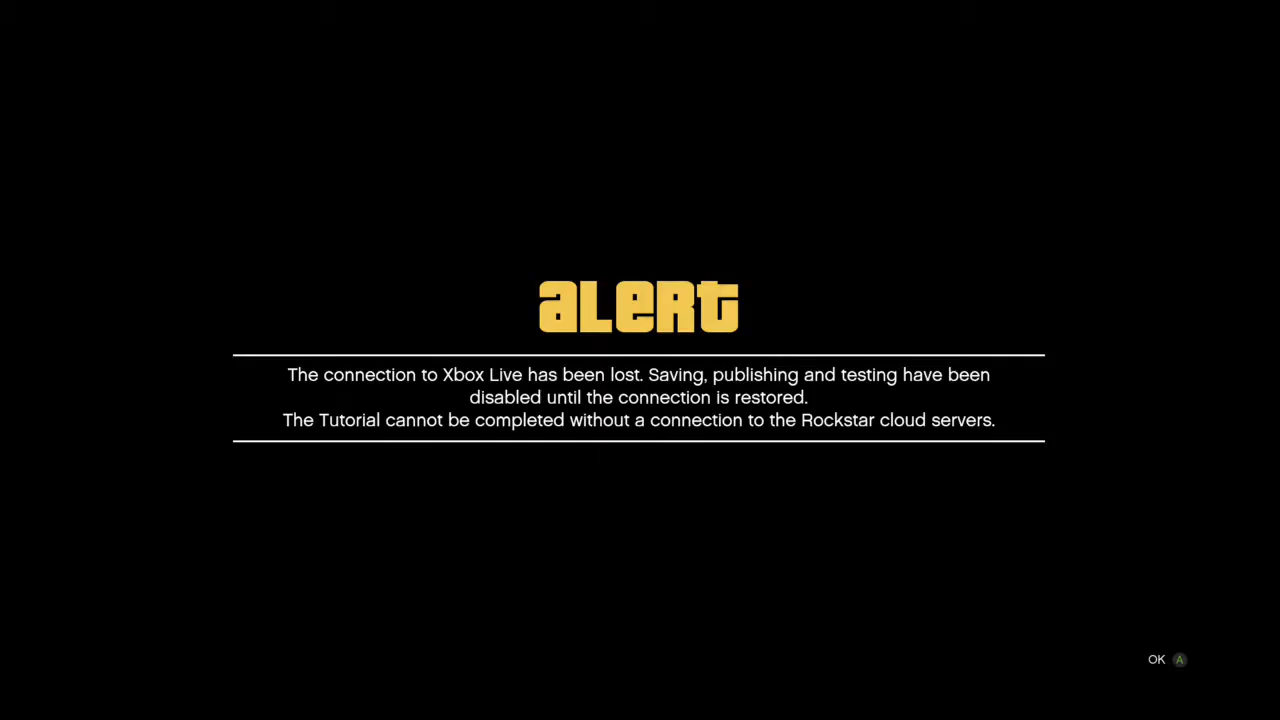 aLeRt
The connection to Xbox Live has been lost. Saving, publishing and testing have been
disabled until the connection is restored.
The Tutorial cannot be completed without a connection to the Rockstar cloud servers.
OK A